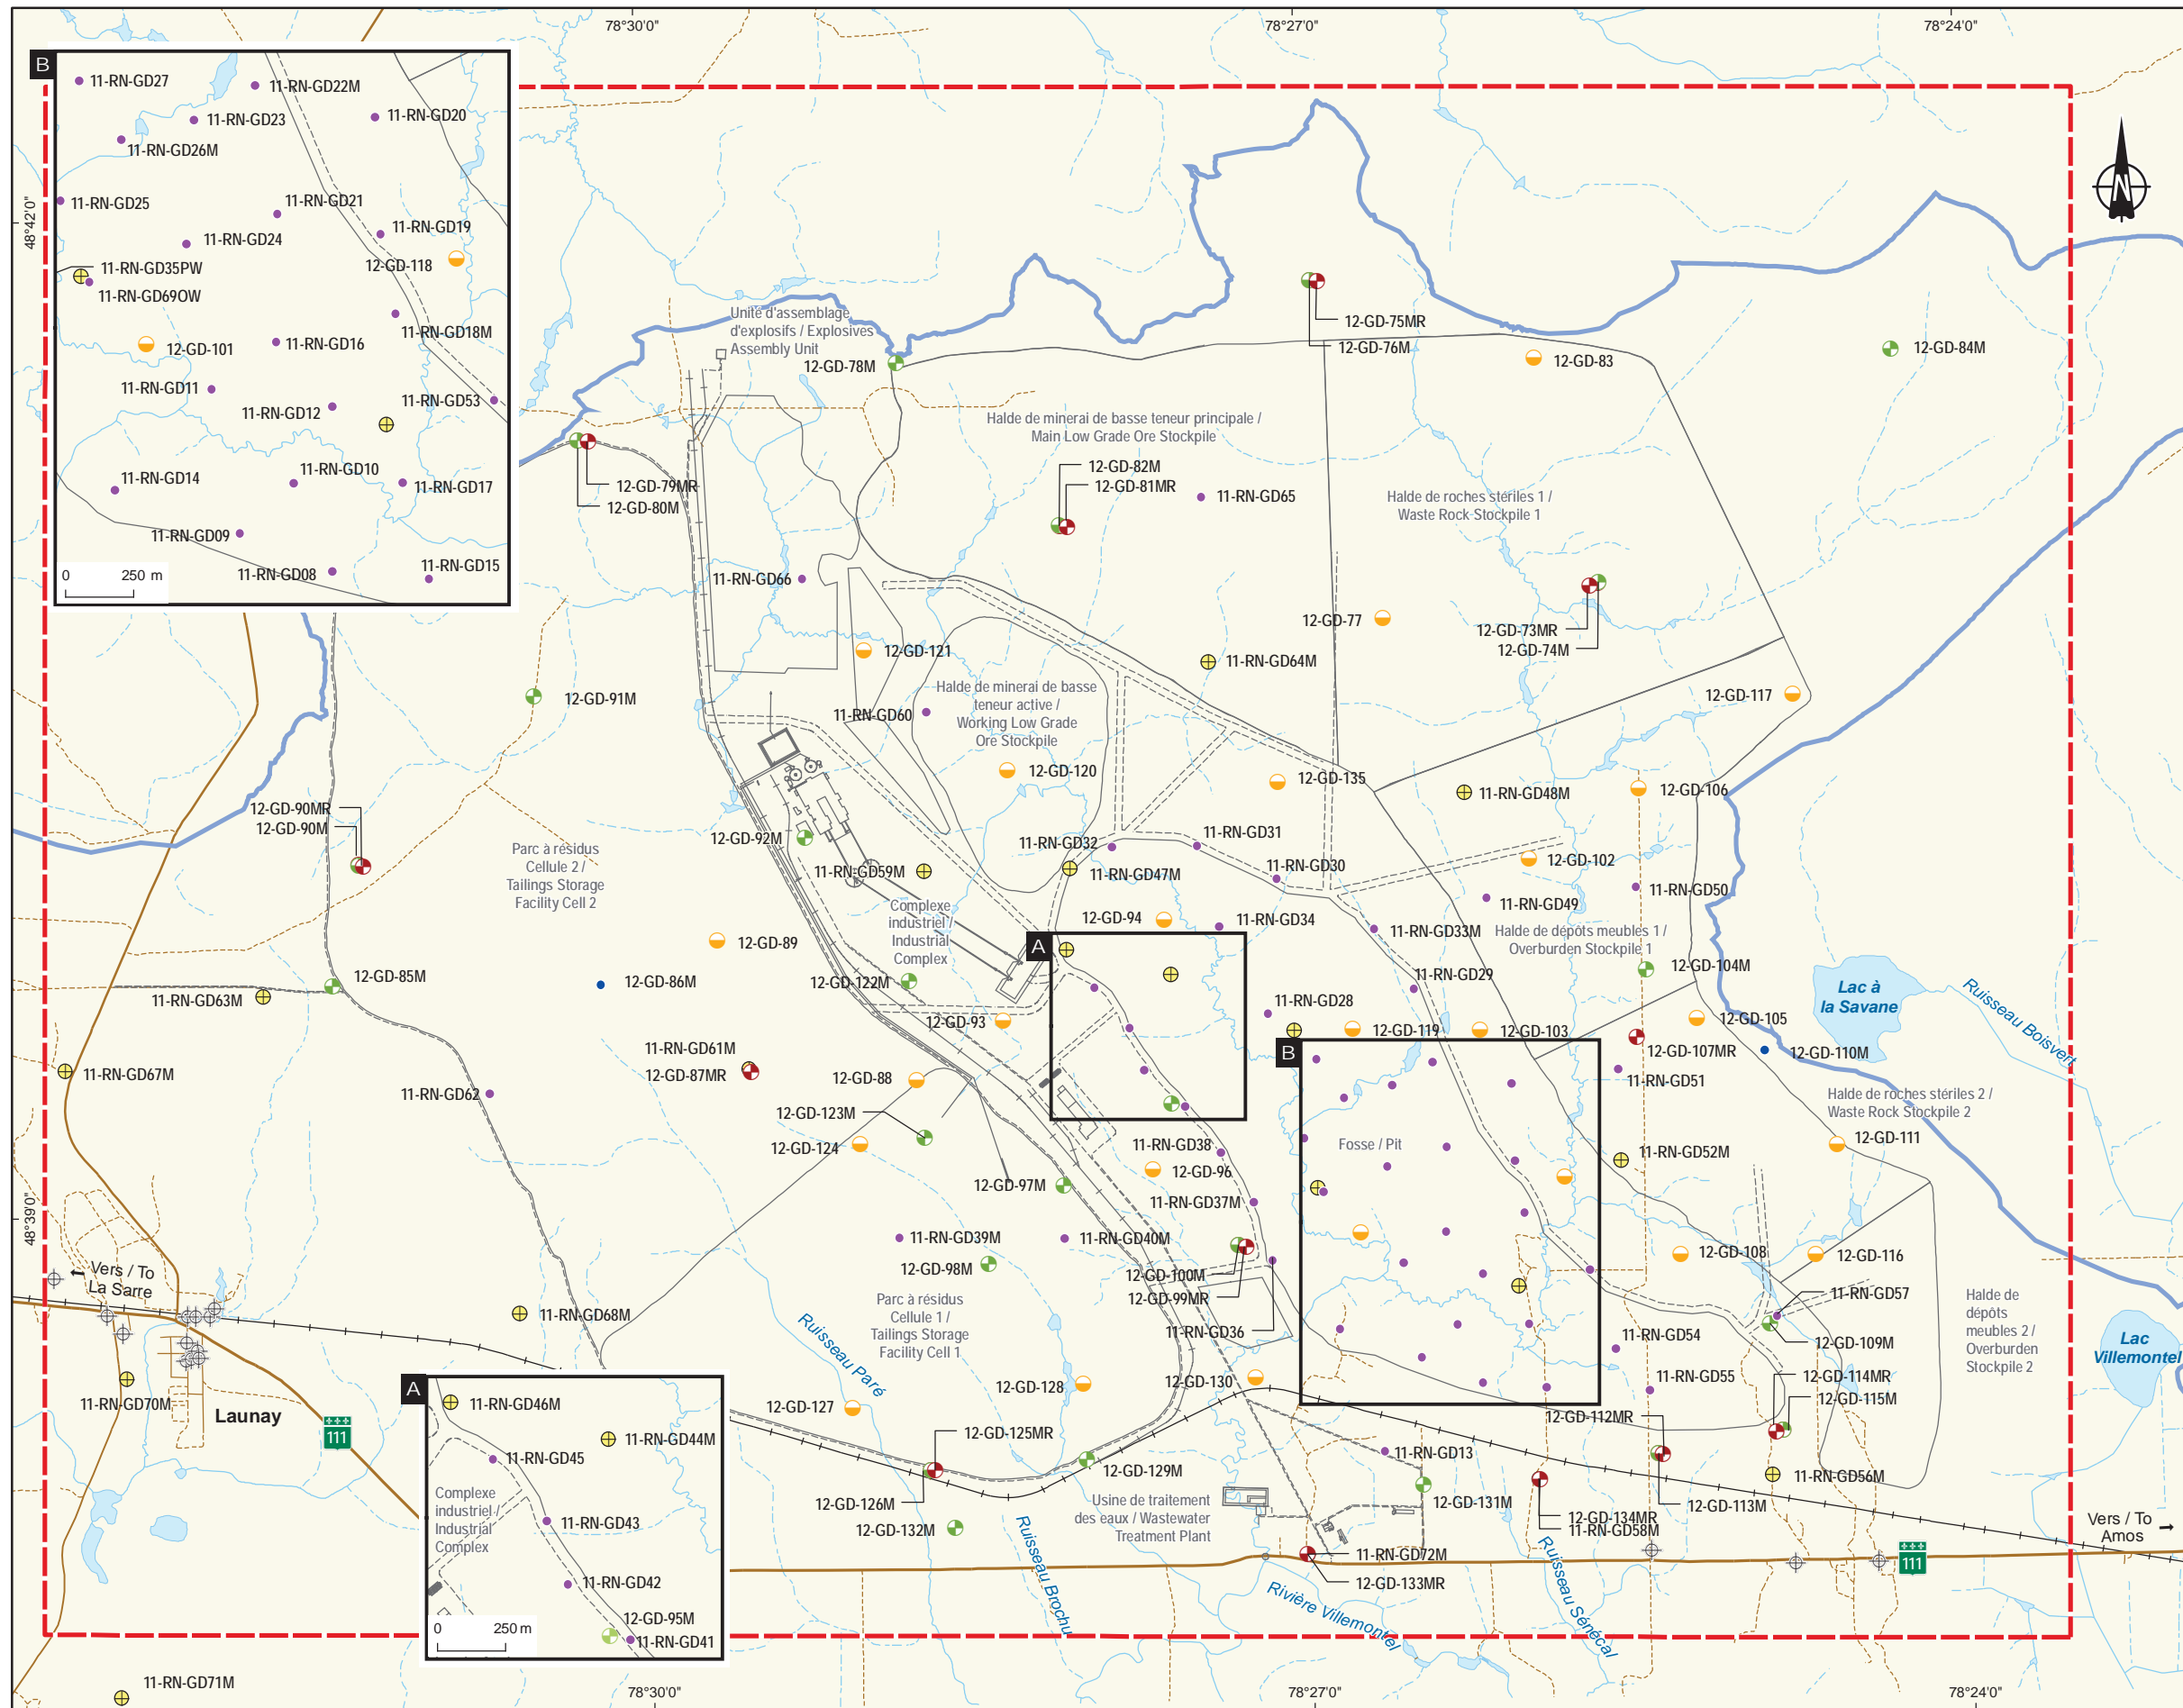 78°30'0"
78°27'0"
78°24'0"
48°42'0"
48°39'0"
B
11-RN-GD27
11-RN-GD22M
11-RN-GD23
11-RN-GD20
11-RN-GD26M
11-RN-GD25
11-RN-GD21
11-RN-GD24
11-RN-GD19
12-GD-118
11-RN-GD35PW
11-RN-GD69OW
11-RN-GD18M
12-GD-101
11-RN-GD16
11-RN-GD11
11-RN-GD12
11-RN-GD53
11-RN-GD14
11-RN-GD10
11-RN-GD17
11-RN-GD09
11-RN-GD08
11-RN-GD15
0 250 m
N
Unité d'assemblage
d'explosifs / Explosives
Assembly Unit
12-GD-78M
12-GD-75MR
12-GD-76M
12-GD-83
12-GD-84M
Halde de minerai de basse teneur principale /
Main Low Grade Ore Stockpile
12-GD-79MR
12-GD-80M
12-GD-82M
12-GD-81MR
11-RN-GD65
Halde de roches stériles 1 /
Waste Rock Stockpile 1
11-RN-GD66
12-GD-77
12-GD-73MR
12-GD-74M
12-GD-121
11-RN-GD64M
12-GD-91M
12-GD-117
Halde de minerai de basse
teneur active /
Working Low Grade
Ore Stockpile
11-RN-GD60
12-GD-120
12-GD-135
11-RN-GD48M
12-GD-106
12-GD-90MR
12-GD-90M
Parc à résidus
Cellule 2 /
Tailings Storage
Facility Cell 2
12-GD-92M
11-RN-GD59M
11-RN-GD32
11-RN-GD31
11-RN-GD47M
11-RN-GD30
12-GD-102
11-RN-GD50
11-RN-GD49
12-GD-94
11-RN-GD34
11-RN-GD33M
Halde de dépôts meubles 1 /
Overburden Stockpile 1
Complexe
industriel /
Industrial
Complex
12-GD-89
A
12-GD-85M
11-RN-GD63M
12-GD-86M
12-GD-122M
11-RN-GD29
12-GD-104M
Lac à
la Savane
Ruisseau Boisvert
11-RN-GD28
12-GD-93
12-GD-119
12-GD-103
12-GD-105
B
12-GD-107MR
12-GD-110M
11-RN-GD61M
12-GD-87MR
12-GD-88
11-RN-GD67M
11-RN-GD62
11-RN-GD51
Halde de roches stériles 2 /
Waste Rock Stockpile 2
12-GD-123M
12-GD-124
11-RN-GD38
12-GD-96
Fosse / Pit
12-GD-111
11-RN-GD52M
12-GD-97M
11-RN-GD37M
11-RN-GD39M
11-RN-GD40M
12-GD-98M
12-GD-100M
12-GD-99MR
12-GD-108
12-GD-116
Vers / To
La Sarre
11-RN-GD68M
Parc à résidus
Cellule 1 /
Tailings Storage
Facility Cell 1
Ruisseau Paré
11-RN-GD36
11-RN-GD57
12-GD-109M
Halde de
dépôts
meubles 2 /
Overburden
Stockpile 2
Lac
Villemontel
11-RN-GD54
11-RN-GD55
12-GD-114MR
12-GD-115M
11-RN-GD70M
Launay
111
12-GD-128
12-GD-130
12-GD-127
12-GD-112MR
A
11-RN-GD46M
11-RN-GD44M
11-RN-GD45
Complexe
industriel /
Industrial
Complex
11-RN-GD43
11-RN-GD42
12-GD-95M
11-RN-GD41
0 250 m
12-GD-125MR
12-GD-126M
12-GD-129M
12-GD-132M
11-RN-GD13
12-GD-131M
Usine de traitement
des eaux / Wastewater
Treatment Plant
11-RN-GD56M
12-GD-113M
12-GD-134MR
11-RN-GD58M
Vers / To
Amos
111
11-RN-GD72M
12-GD-133MR
Ruisseau Brochu
Rivière Villemontel
Ruisseau Sénécal
11-RN-GD71M
78°30'0"
78°27'0"
78°24'0"